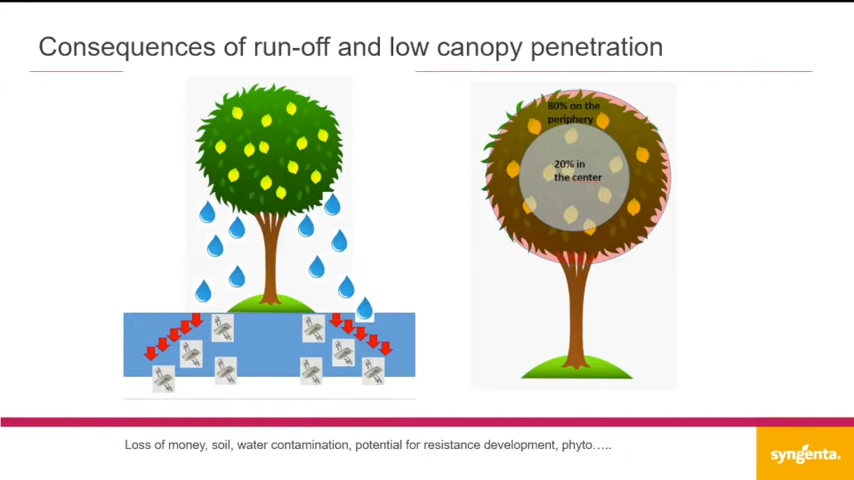 Consequences of run-off and low canopy penetration
80% on the
periphery
20% in
the center
Loss of money, soil, water contamination, potential for resistance development, phyto…..
syngenta.